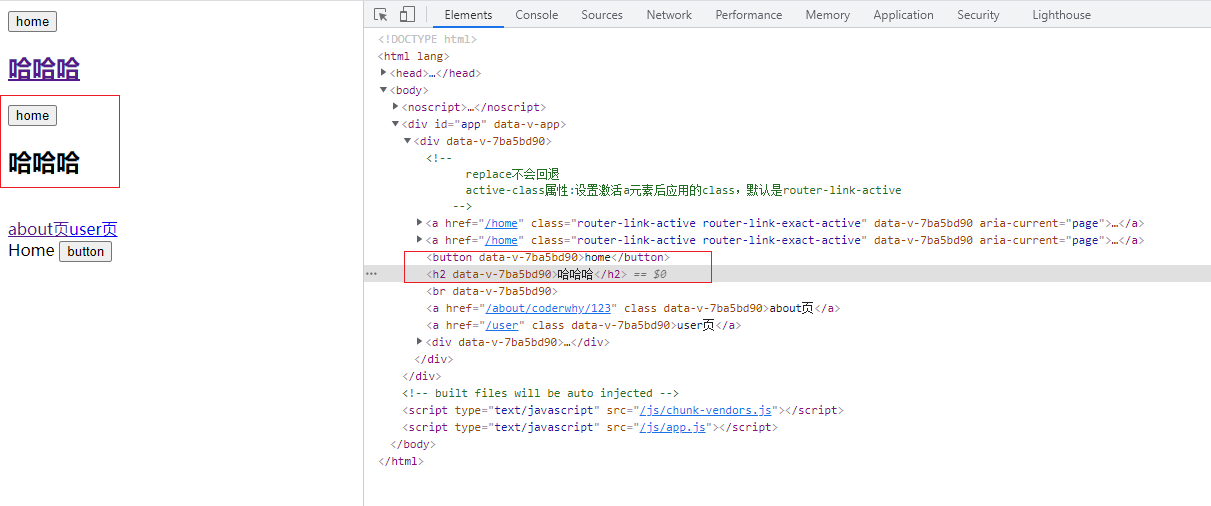 home
哈哈哈
home
哈哈哈
about页user页
Home button
Elements Console Sources Network Performance Memory Application Security Lighthouse
<!DOCTYPE html>
<html lang>
<head>…</head>
<body>
<noscript>…</noscript>
<div id="app" data-v-app>
<div data-v-7ba5bd90>
<!--
replace不会回退
active-class属性:设置激活a元素后应用的class，默认是router-link-active
-->
<a href="/home" class="router-link-active router-link-exact-active" data-v-7ba5bd90 aria-current="page">…</a>
<a href="/home" class="router-link-active router-link-exact-active" data-v-7ba5bd90 aria-current="page">…</a>
<button data-v-7ba5bd90>home</button>
… <h2 data-v-7ba5bd90>哈哈哈</h2> == $0
<br data-v-7ba5bd90>
<a href="/about/coderwhy/123" class data-v-7ba5bd90>about页</a>
<a href="/user" class data-v-7ba5bd90>user页</a>
<div data-v-7ba5bd90>…</div>
</div>
</div>
<!-- built files will be auto injected -->
<script type="text/javascript" src="/js/chunk-vendors.js"></script>
<script type="text/javascript" src="/js/app.js"></script>
</body>
</html>